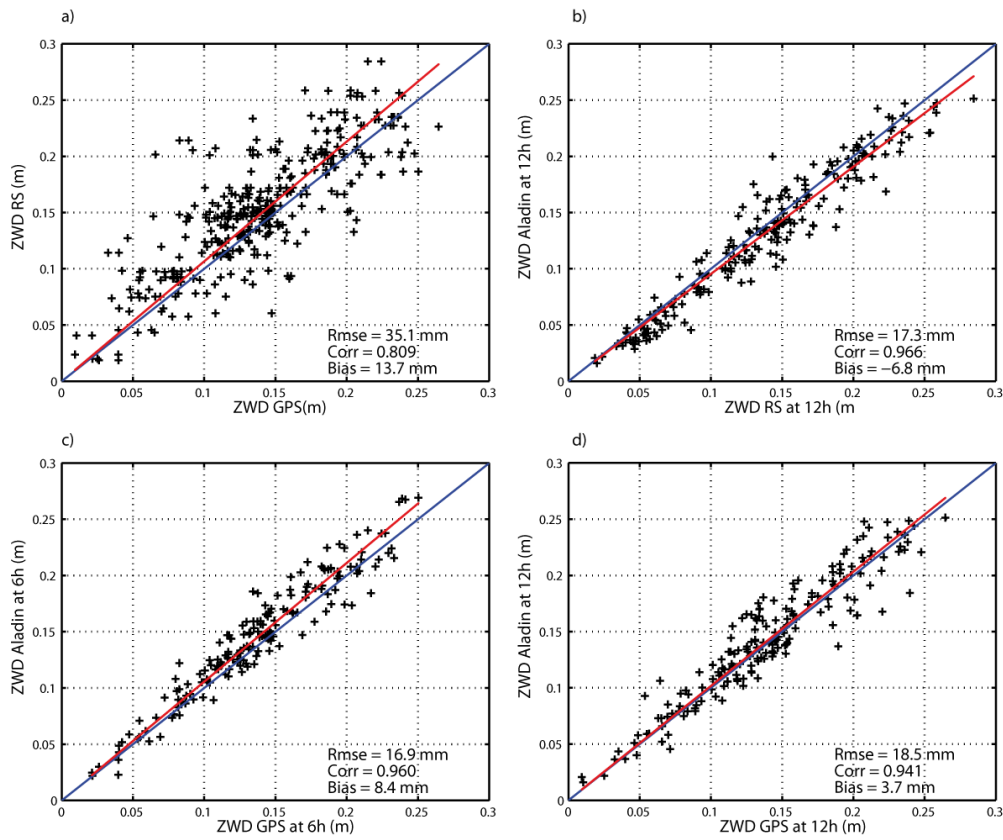 a)
0.3
0.25
0.2
0.15
0.1
0.05
0
ZWD RS (m)
Rmse = 35.1 mm
Corr = 0.809
Bias = 13.7 mm
0
0.05
0.1
0.15
0.2
0.25
0.3
ZWD GPS(m)
b)
0.3
0.25
0.2
0.15
0.1
0.05
0
ZWD Aladin at 12h (m)
Rmse = 17.3 mm
Corr = 0.966
Bias = −6.8 mm
0
0.05
0.1
0.15
0.2
0.25
0.3
ZWD RS at 12h (m
c)
0.3
0.25
0.2
0.15
0.1
0.05
0
ZWD Aladin at 6h (m)
Rmse = 16.9 mm
Corr = 0.960
Bias = 8.4 mm
0
0.05
0.1
0.15
0.2
0.25
0.3
ZWD GPS at 6h (m)
d)
0.3
0.25
0.2
0.15
0.1
0.05
0
ZWD Aladin at 12h (m)
Rmse = 18.5 mm
Corr = 0.941
Bias = 3.7 mm
0
0.05
0.1
0.15
0.2
0.25
0.3
ZWD GPS at 12h (m)